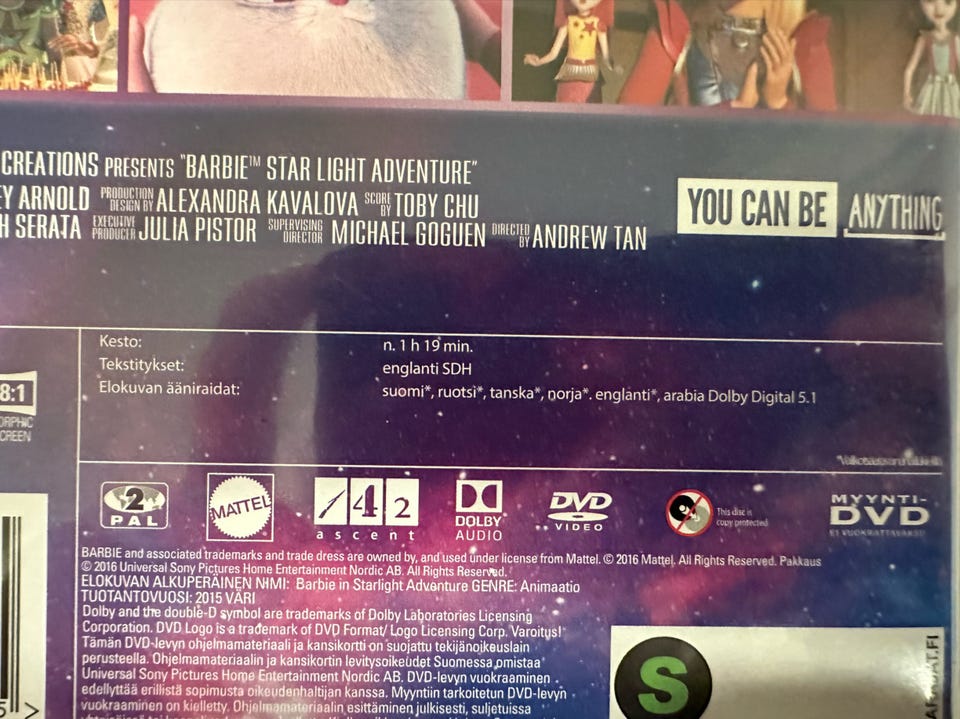 CREATIONS PRESENTS "BARBIE™ STAR LIGHT ADVENTURE"
EY ARNOLD PRODUCTION DESIGN BY ALEXANDRA KAVALOVA SCORE BY TOBY CHU
H SERATA EXECUTIVE PRODUCER JULIA PISTOR SUPERVISING DIRECTOR MICHAEL GOGUEN DIRECTED BY ANDREW TAN
YOU CAN BE ANYTHING
Kesto: n. 1 h 19 min.
Tekstitykset: englanti SDH
Elokuvan ääniraidat: suomi*, ruotsi*, tanska*, norja*. englanti*, arabia Dolby Digital 5.1
8:1
ORPHIC
CREEN
2
PAL
MATTEL
1 4 2
ascent
DOLBY
AUDIO
DVD
VIDEO
This disc is
copy protected
MYYNTI-
DVD
EI VUOKRATTAVAKSI
BARBIE and associated trademarks and trade dress are owned by, and used under license from Mattel. © 2016 Mattel. All Rights Reserved. Pakkaus
© 2016 Universal Sony Pictures Home Entertainment Nordic AB. All Rights Reserved.
ELOKUVAN ALKUPERÄINEN NIMI: Barbie in Starlight Adventure GENRE: Animaatio
TUOTANTOVUOSI: 2015 VÄRI
Dolby and the double-D symbol are trademarks of Dolby Laboratories Licensing
Corporation. DVD Logo is a trademark of DVD Format/ Logo Licensing Corp. Varoitus!
Tämän DVD-levyn ohjelmamateriaali ja kansikortti on suojattu tekijänoikeuslain
perusteella. Ohjelmamateriaalin ja kansikortin levitysoikeudet Suomessa omistaa
Universal Sony Pictures Home Entertainment Nordic AB. DVD-levyn vuokraaminen
edellyttää erillistä sopimusta oikeudenhaltijan kanssa. Myyntiin tarkoitetun DVD-levyn
vuokraaminen on kielletty. Ohjelmamateriaalin esittäminen julkisesti, suljetuissa
S
5
>